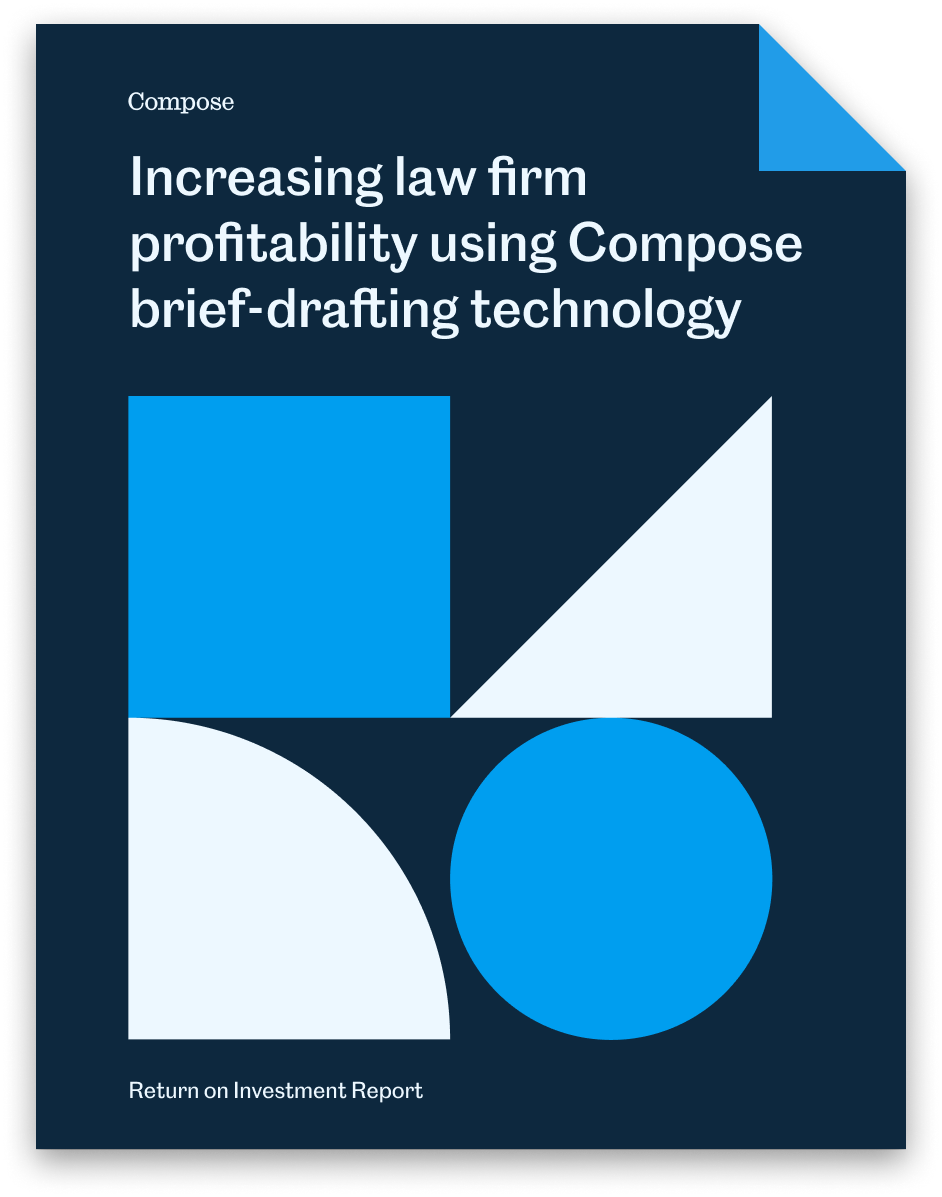 Compose
Increasing law firm
profitability using Compose
brief-drafting technology
Return on Investment Report